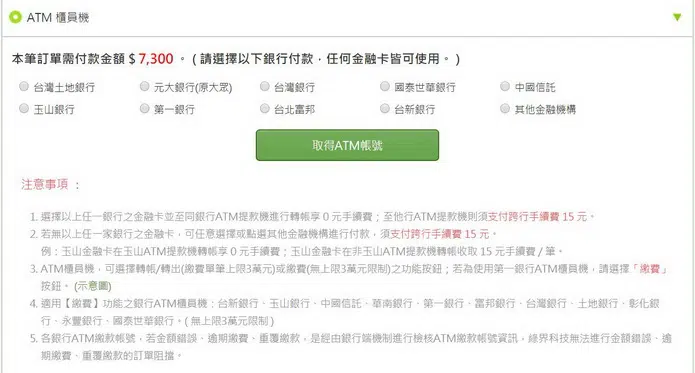 ATM 櫃員機
本筆訂單需付款金額 $ 7,300 。 ( 請選擇以下銀行付款，任何金融卡皆可使用。)
台灣土地銀行 元大銀行(原大眾) 台灣銀行 國泰世華銀行 中國信託
玉山銀行 第一銀行 台北富邦 台新銀行 其他金融機構
取得ATM帳號
注意事項 ：
1. 選擇以上任一銀行之金融卡並至同銀行ATM提款機進行轉帳享 0 元手續費；至他行ATM提款機則須支付跨行手續費 15 元。
2. 若無以上任一家銀行之金融卡，可任意選擇或點選其他金融機構進行付款，須支付跨行手續費 15 元。
例：玉山金融卡在玉山ATM提款機轉帳享 0 元手續費；玉山金融卡在非玉山ATM提款機轉帳收取 15 元手續費 / 筆。
3. ATM櫃員機，可選擇轉帳/轉出(繳費單筆上限3萬元)或繳費(無上限3萬元限制)之功能按鈕；若為使用第一銀行ATM櫃員機，請選擇「繳費」
按鈕。 (示意圖)
4. 適用【繳費】功能之銀行ATM櫃員機：台新銀行、玉山銀行、中國信託、華南銀行、第一銀行、富邦銀行、台灣銀行、土地銀行、彰化銀
行、永豐銀行、國泰世華銀行。( 無上限3萬元限制 )
5. 各銀行ATM繳款帳號，若金額錯誤、逾期繳費、重覆繳款，是經由銀行端機制進行檢核ATM繳款帳號資訊，綠界科技無法進行金額錯誤、逾
期繳費、重覆繳款的訂單阻擋。